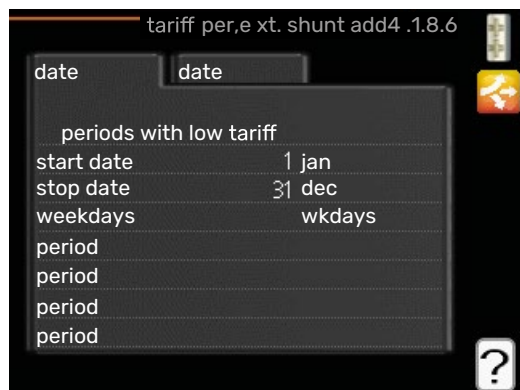 tariff per,e xt. shunt add4 .1.8.6
date
date
periods with low tariff
start date 1 jan
stop date 31 dec
weekdays wkdays
period
period
period
period
?